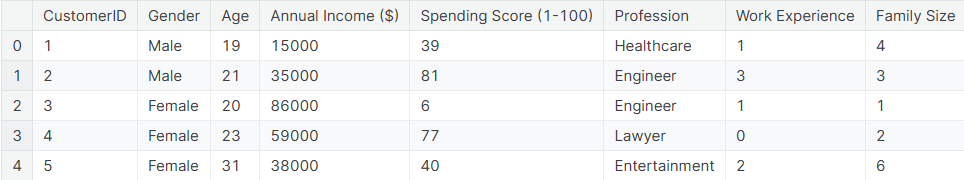 CustomerID Gender Age Annual Income ($) Spending Score (1-100) Profession Work Experience Family Size
0 1 Male 19 15000 39 Healthcare 1 4
1 2 Male 21 35000 81 Engineer 3 3
2 3 Female 20 86000 6 Engineer 1 1
3 4 Female 23 59000 77 Lawyer 0 2
4 5 Female 31 38000 40 Entertainment 2 6